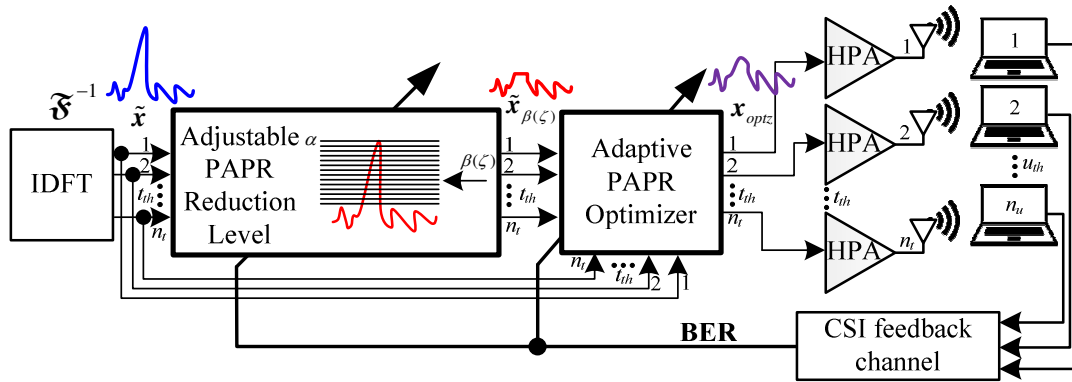 𝕱⁻¹
x̃
IDFT
1
2
t_th
n_t
Adjustable α
PAPR
Reduction
Level
β(ζ)
x̃_β(ζ)
1
2
t_th
n_t
Adaptive
PAPR
Optimizer
n_t
t_th
2
1
x_optz
1
2
t_th
n_t
HPA
1
HPA
2
t_th
HPA
n_t
1
2
u_th
n_u
BER
CSI feedback
channel